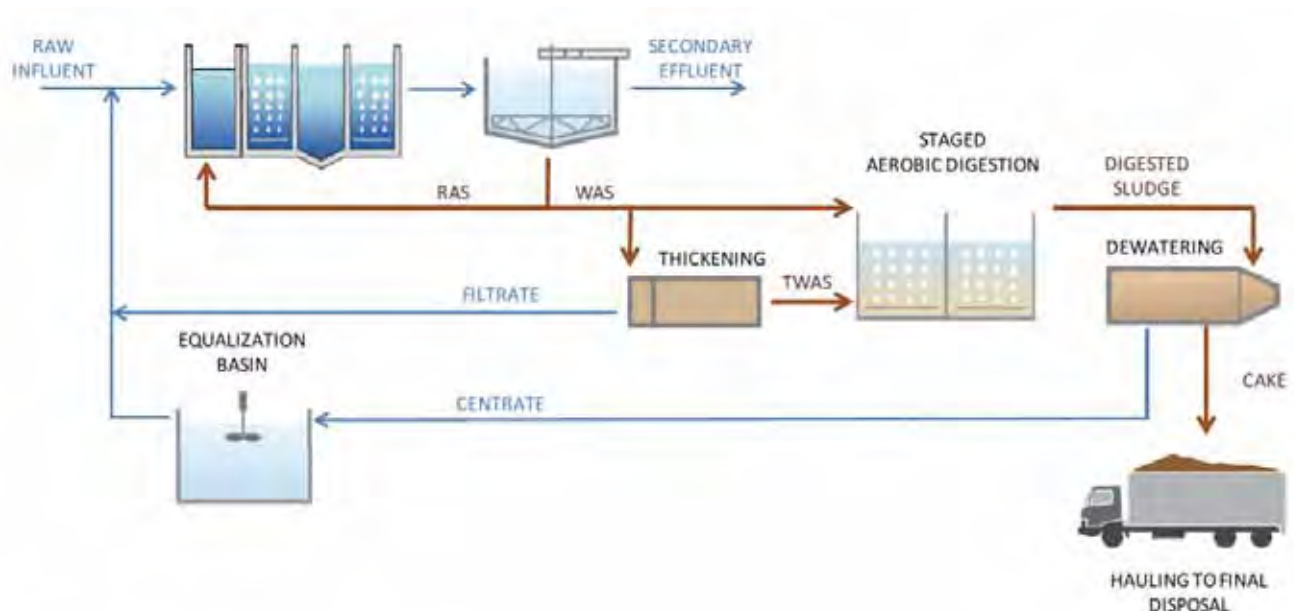 RAW
INFLUENT
SECONDARY
EFFLUENT
STAGED
AEROBIC DIGESTION
DIGESTED
SLUDGE
RAS
WAS
THICKENING
DEWATERING
TWAS
FILTRATE
EQUALIZATION
BASIN
CENTRATE
CAKE
HAULING TO FINAL
DISPOSAL